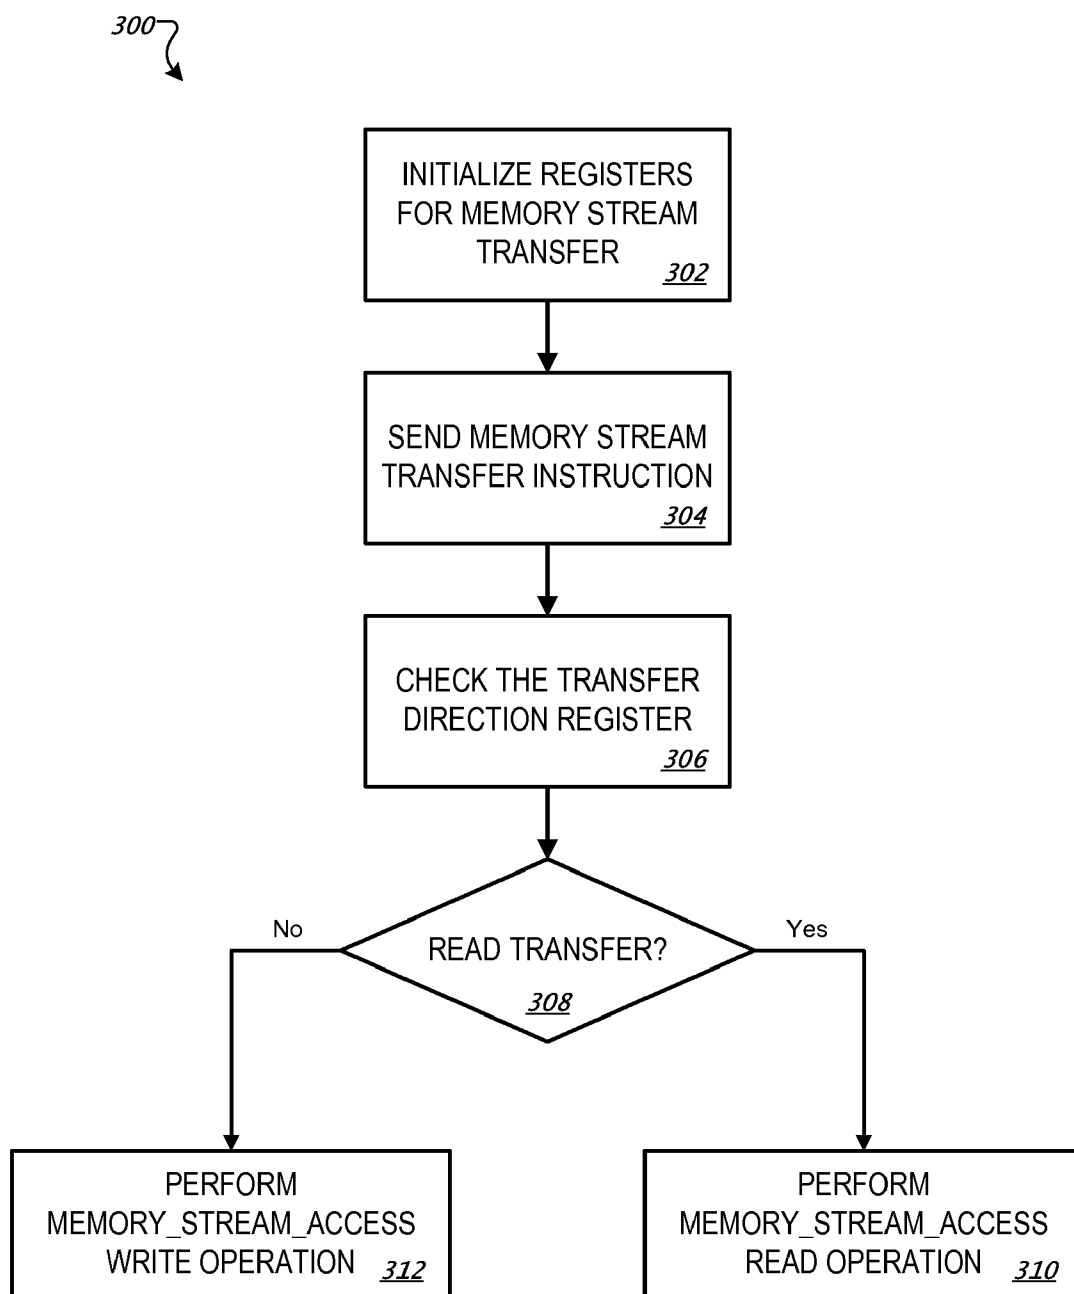 300
INITIALIZE REGISTERS
FOR MEMORY STREAM
TRANSFER
302
SEND MEMORY STREAM
TRANSFER INSTRUCTION
304
CHECK THE TRANSFER
DIRECTION REGISTER
306
No
Yes
READ TRANSFER?
308
PERFORM
MEMORY_STREAM_ACCESS
WRITE OPERATION
312
PERFORM
MEMORY_STREAM_ACCESS
READ OPERATION
310